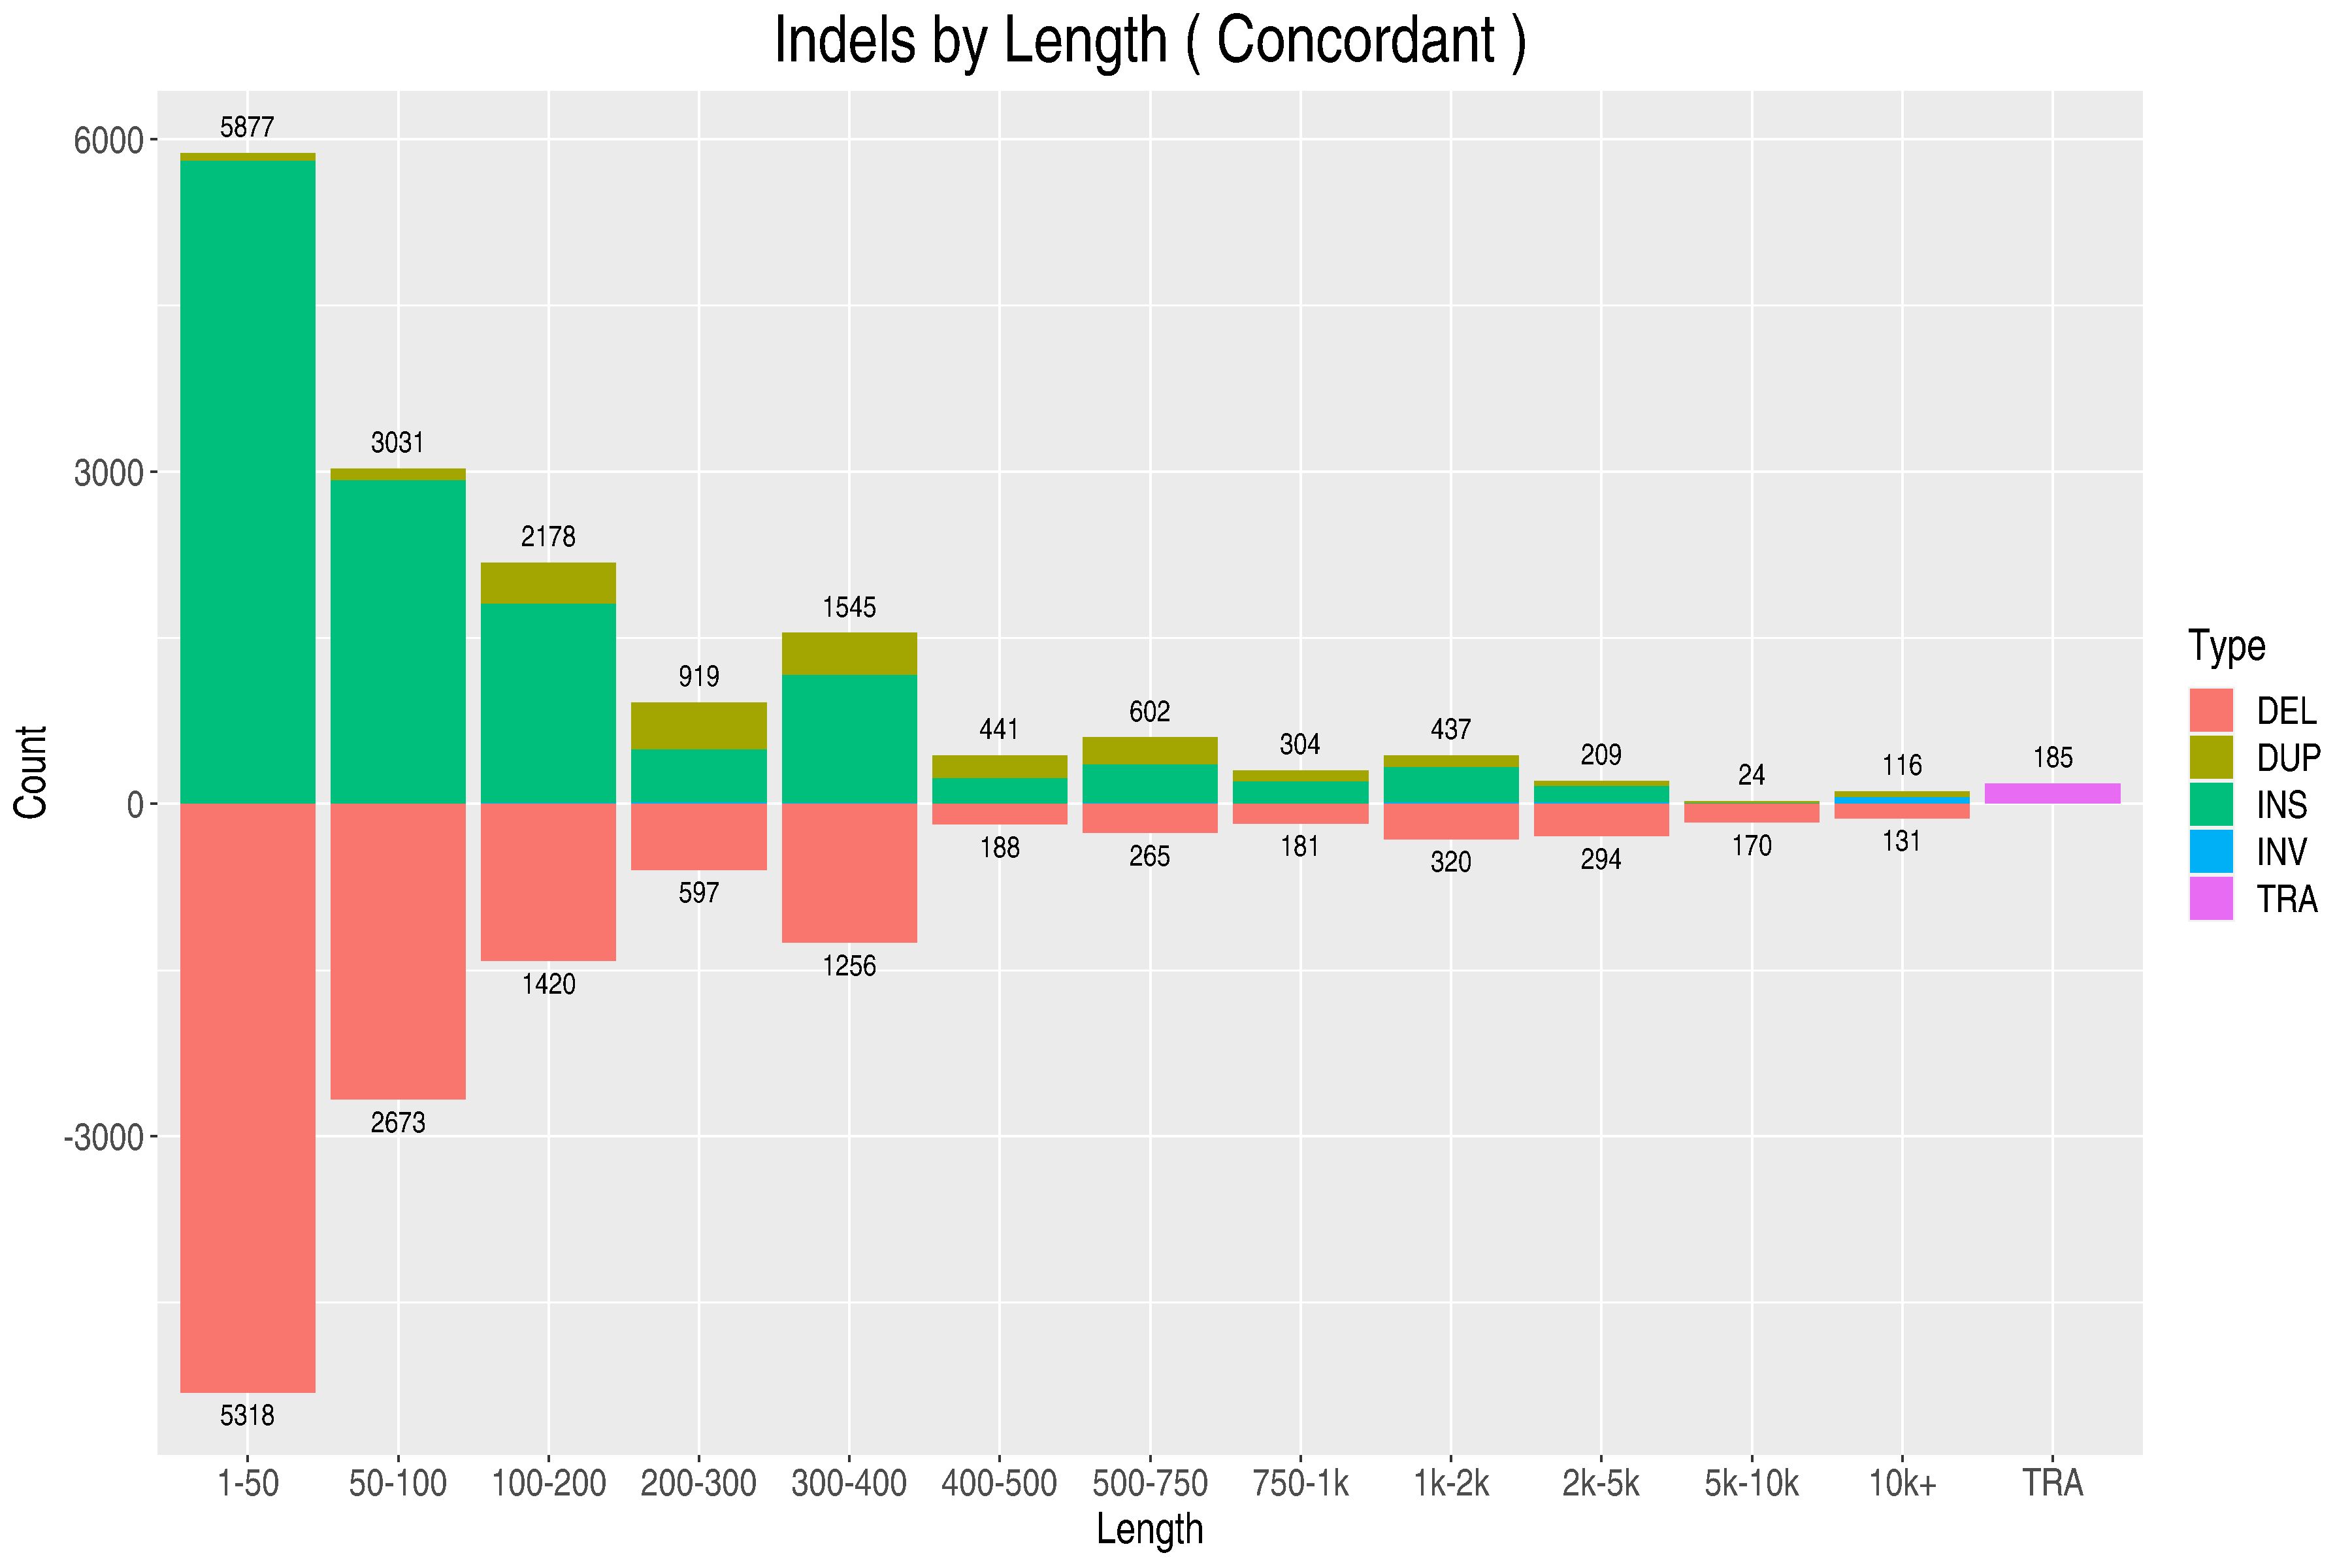 Indels by Length ( Concordant )
Count
6000
3000
0
-3000
5877
3031
2178
919
1545
441
602
304
437
209
24
116
185
5318
2673
1420
597
1256
188
265
181
320
294
170
131
1-50
50-100
100-200
200-300
300-400
400-500
500-750
750-1k
1k-2k
2k-5k
5k-10k
10k+
TRA
Length
Type
DEL
DUP
INS
INV
TRA